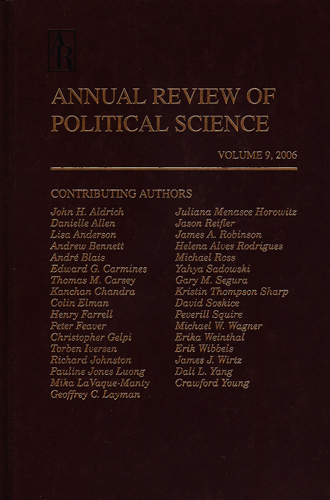 AR
ANNUAL REVIEW OF
POLITICAL SCIENCE
VOLUME 9, 2006
CONTRIBUTING AUTHORS
John H. Aldrich
Danielle Allen
Lisa Anderson
Andrew Bennett
André Blais
Edward G. Carmines
Thomas M. Carsey
Kanchan Chandra
Colin Elman
Henry Farrell
Peter Feaver
Christopher Gelpi
Torben Iversen
Richard Johnston
Pauline Jones Luong
Mika LaVaque-Manty
Geoffrey C. Layman
Juliana Menasce Horowitz
Jason Reifler
James A. Robinson
Helena Alves Rodrigues
Michael Ross
Yahya Sadowski
Gary M. Segura
Kristin Thompson Sharp
David Soskice
Peverill Squire
Michael W. Wagner
Erika Weinthal
Erik Wibbels
James J. Wirtz
Dali L. Yang
Crawford Young